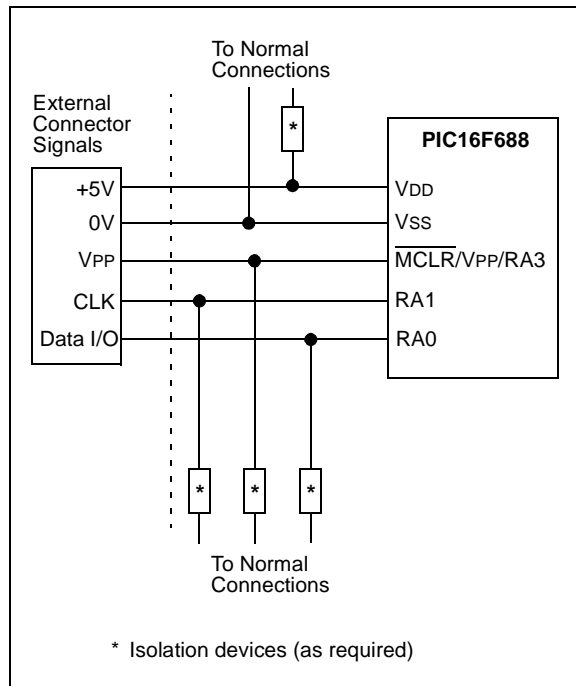 To Normal
Connections
External
Connector
Signals
*
PIC16F688
+5V
VDD
0V
VSS
VPP
MCLR/VPP/RA3
CLK
RA1
Data I/O
RA0
*
*
*
To Normal
Connections
* Isolation devices (as required)